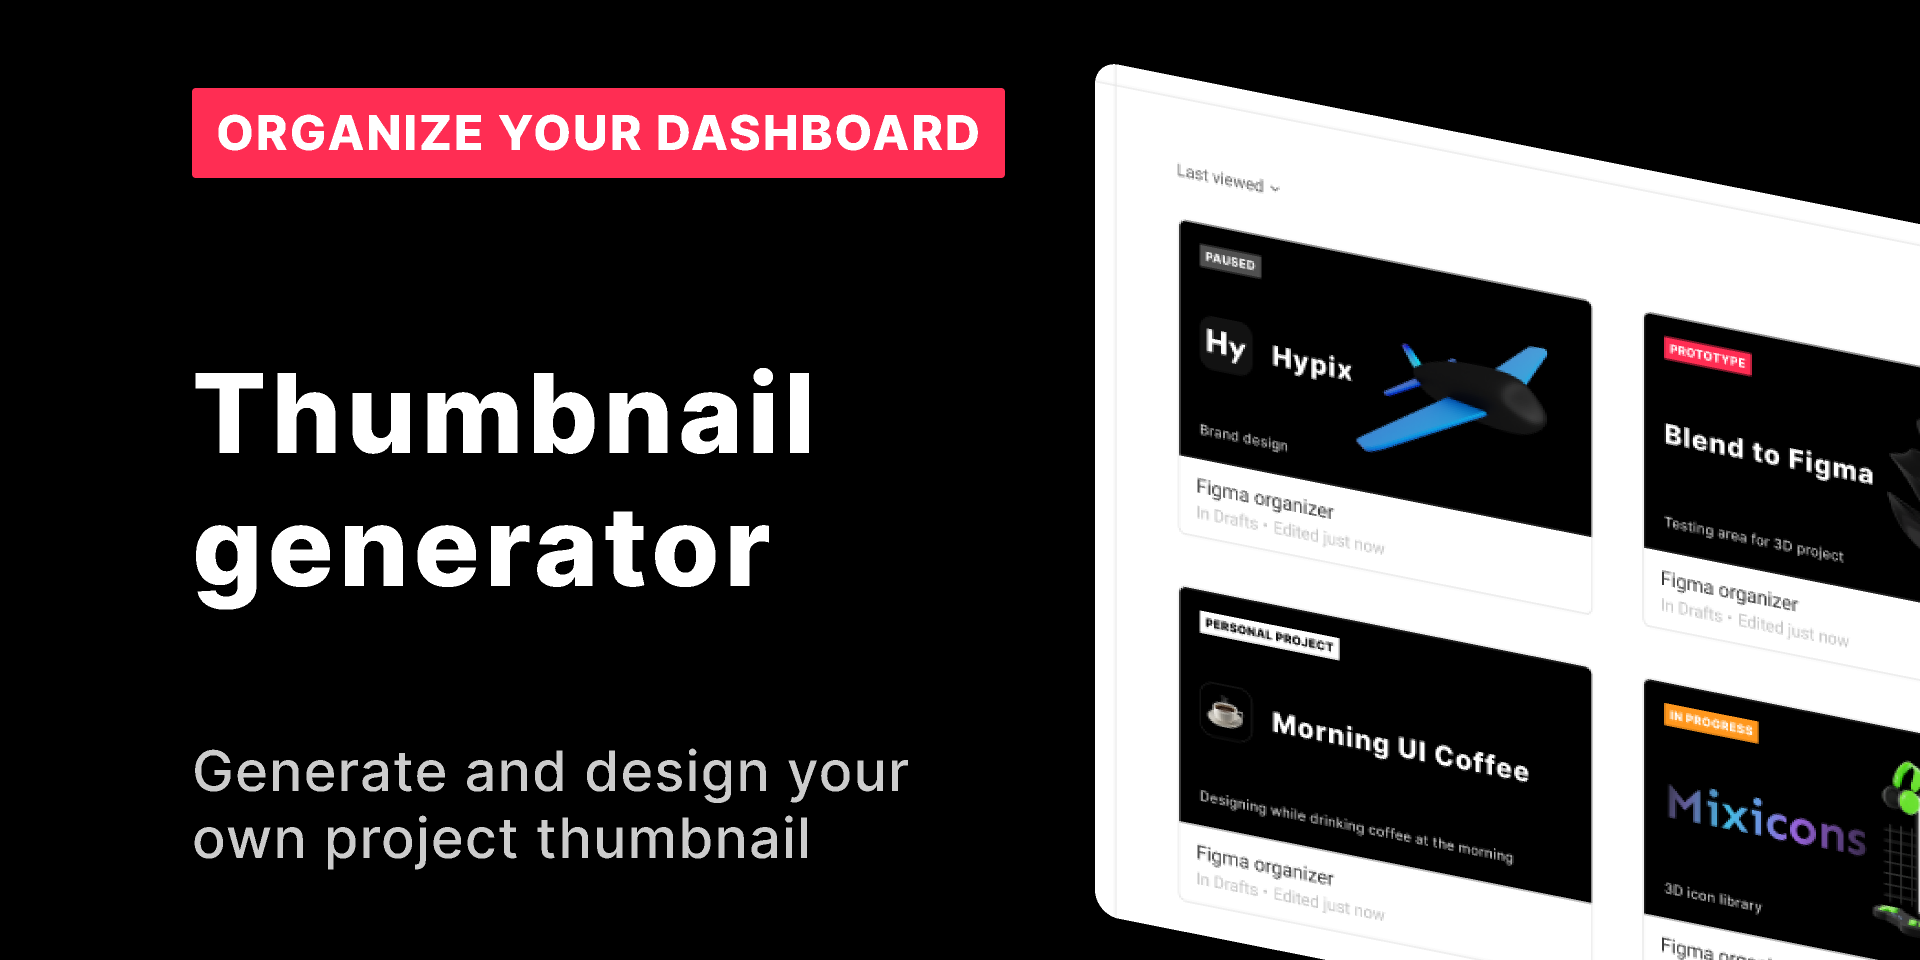 ORGANIZE YOUR DASHBOARD
Thumbnail
generator
Generate and design your
own project thumbnail
Last viewed
PAUSED
Hy Hypix
Brand design
Figma organizer
In Drafts • Edited just now
PROTOTYPE
Blend to Figma
Testing area for 3D project
Figma organizer
In Drafts • Edited just now
PERSONAL PROJECT
Morning UI Coffee
Designing while drinking coffee at the morning
Figma organizer
In Drafts • Edited just now
IN PROGRESS
Mixicons
3D icon library
Figma